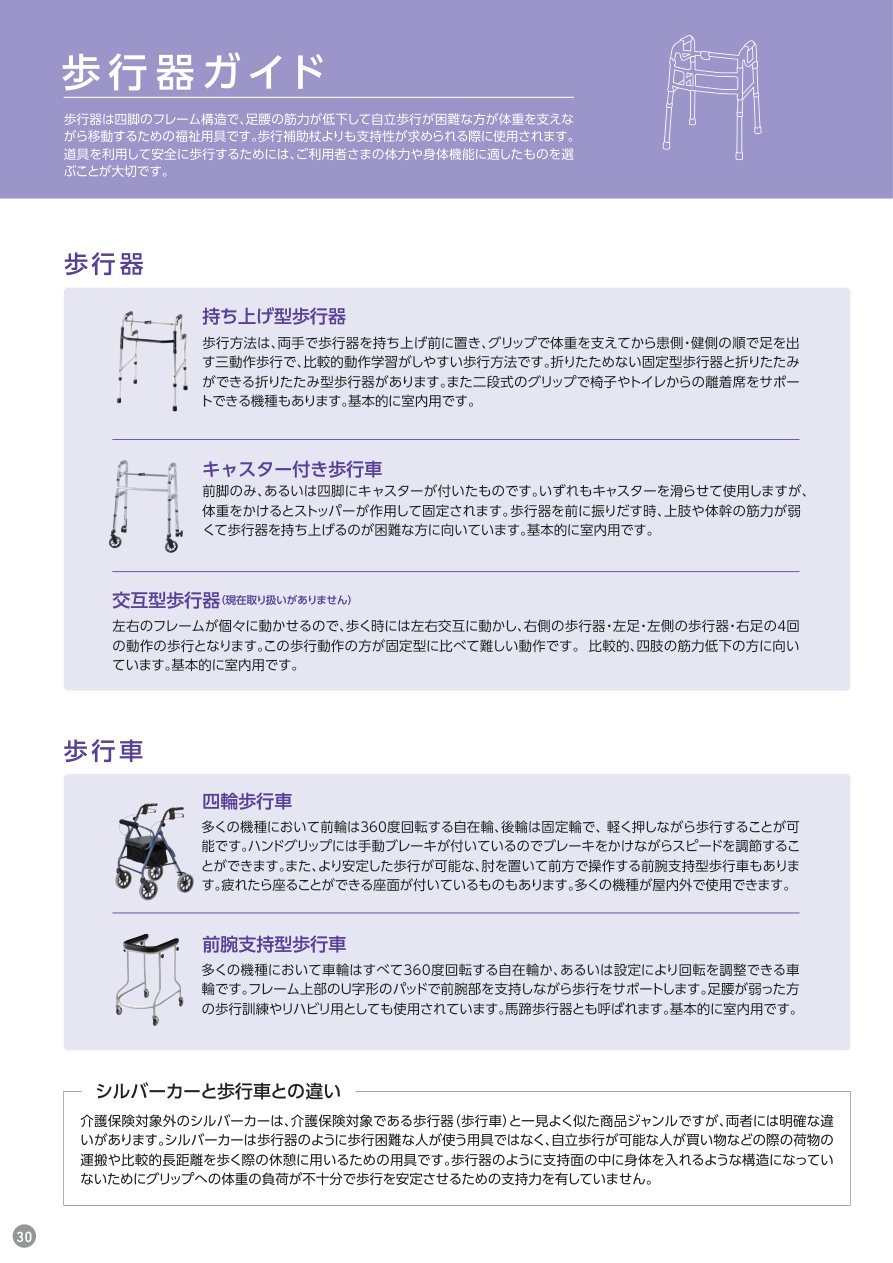 歩行器ガイド
歩行器は四脚のフレーム構造で、足腰の筋力が低下して自立歩行が困難な方が体重を支えな
がら移動するための福祉用具です。歩行補助杖よりも支持性が求められる際に使用されます。
道具を利用して安全に歩行するためには、ご利用者さまの体力や身体機能に適したものを選
ぶことが大切です。
歩行器
持ち上げ型歩行器
歩行方法は、両手で歩行器を持ち上げ前に置き、グリップで体重を支えてから患側・健側の順で足を出
す三動作歩行で、比較的動作学習がしやすい歩行方法です。折りたためない固定型歩行器と折りたたみ
ができる折りたたみ型歩行器があります。また二段式のグリップで椅子やトイレからの離着席をサポー
トできる機種もあります。基本的に室内用です。
キャスター付き歩行車
前脚のみ、あるいは四脚にキャスターが付いたものです。いずれもキャスターを滑らせて使用しますが、
体重をかけるとストッパーが作用して固定されます。歩行器を前に振りだす時、上肢や体幹の筋力が弱
くて歩行器を持ち上げるのが困難な方に向いています。基本的に室内用です。
交互型歩行器（現在取り扱いがありません）
左右のフレームが個々に動かせるので、歩く時には左右交互に動かし、右側の歩行器・左足・左側の歩行器・右足の4回
の動作の歩行となります。この歩行動作の方が固定型に比べて難しい動作です。 比較的、四肢の筋力低下の方に向い
ています。基本的に室内用です。
歩行車
四輪歩行車
多くの機種において前輪は360度回転する自在輪、後輪は固定輪で、 軽く押しながら歩行することが可
能です。ハンドグリップには手動ブレーキが付いているのでブレーキをかけながらスピードを調節するこ
とができます。また、より安定した歩行が可能な、肘を置いて前方で操作する前腕支持型歩行車もありま
す。疲れたら座ることができる座面が付いているものもあります。多くの機種が屋内外で使用できます。
前腕支持型歩行車
多くの機種において車輪はすべて360度回転する自在輪か、あるいは設定により回転を調整できる車
輪です。フレーム上部のU字形のパッドで前腕部を支持しながら歩行をサポートします。足腰が弱った方
の歩行訓練やリハビリ用としても使用されています。馬蹄歩行器とも呼ばれます。基本的に室内用です。
シルバーカーと歩行車との違い
介護保険対象外のシルバーカーは、介護保険対象である歩行器（歩行車）と一見よく似た商品ジャンルですが、両者には明確な違
いがあります。シルバーカーは歩行器のように歩行困難な人が使う用具ではなく、自立歩行が可能な人が買い物などの際の荷物の
運搬や比較的長距離を歩く際の休憩に用いるための用具です。歩行器のように支持面の中に身体を入れるような構造になってい
ないためにグリップへの体重の負荷が不十分で歩行を安定させるための支持力を有していません。
30